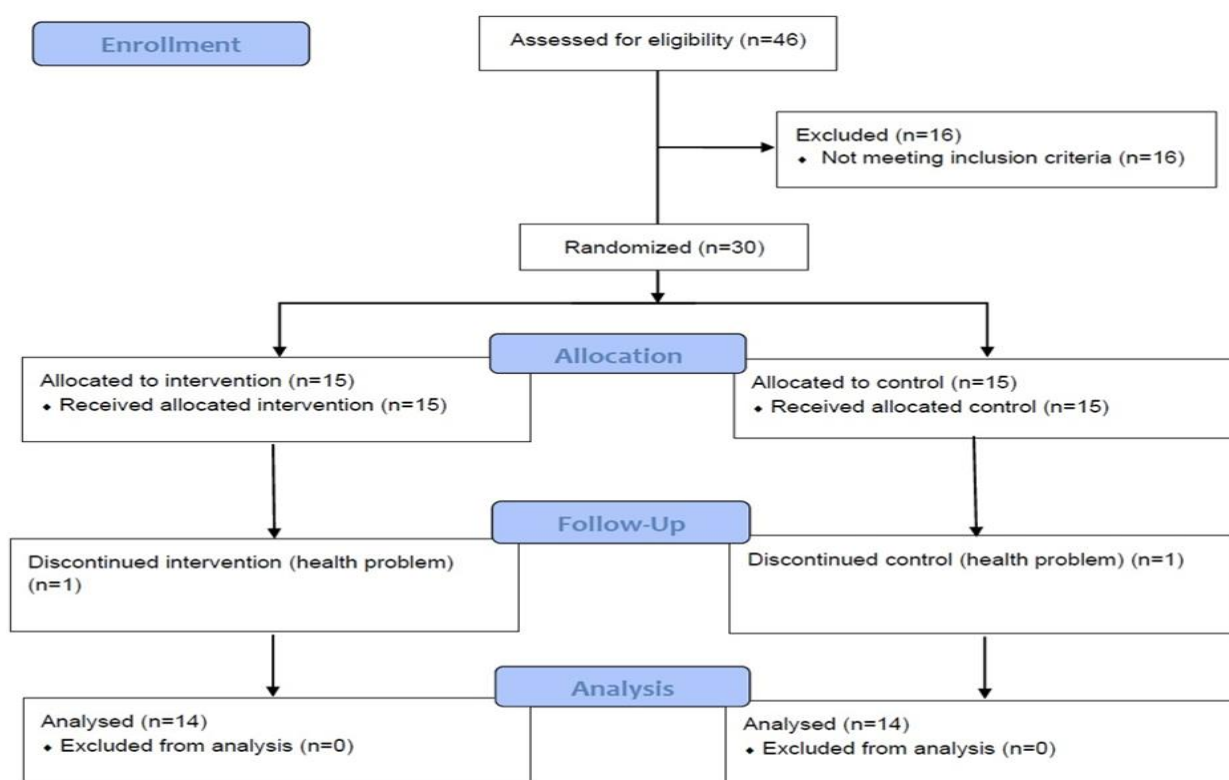 Enrollment
Assessed for eligibility (n=46)
Excluded (n=16)
⬥ Not meeting inclusion criteria (n=16)
Randomized (n=30)
Allocation
Allocated to intervention (n=15)
⬥ Received allocated intervention (n=15)
Allocated to control (n=15)
⬥ Received allocated control (n=15)
Follow-Up
Discontinued intervention (health problem)
(n=1)
Discontinued control (health problem) (n=1)
Analysis
Analysed (n=14)
⬥ Excluded from analysis (n=0)
Analysed (n=14)
⬥ Excluded from analysis (n=0)